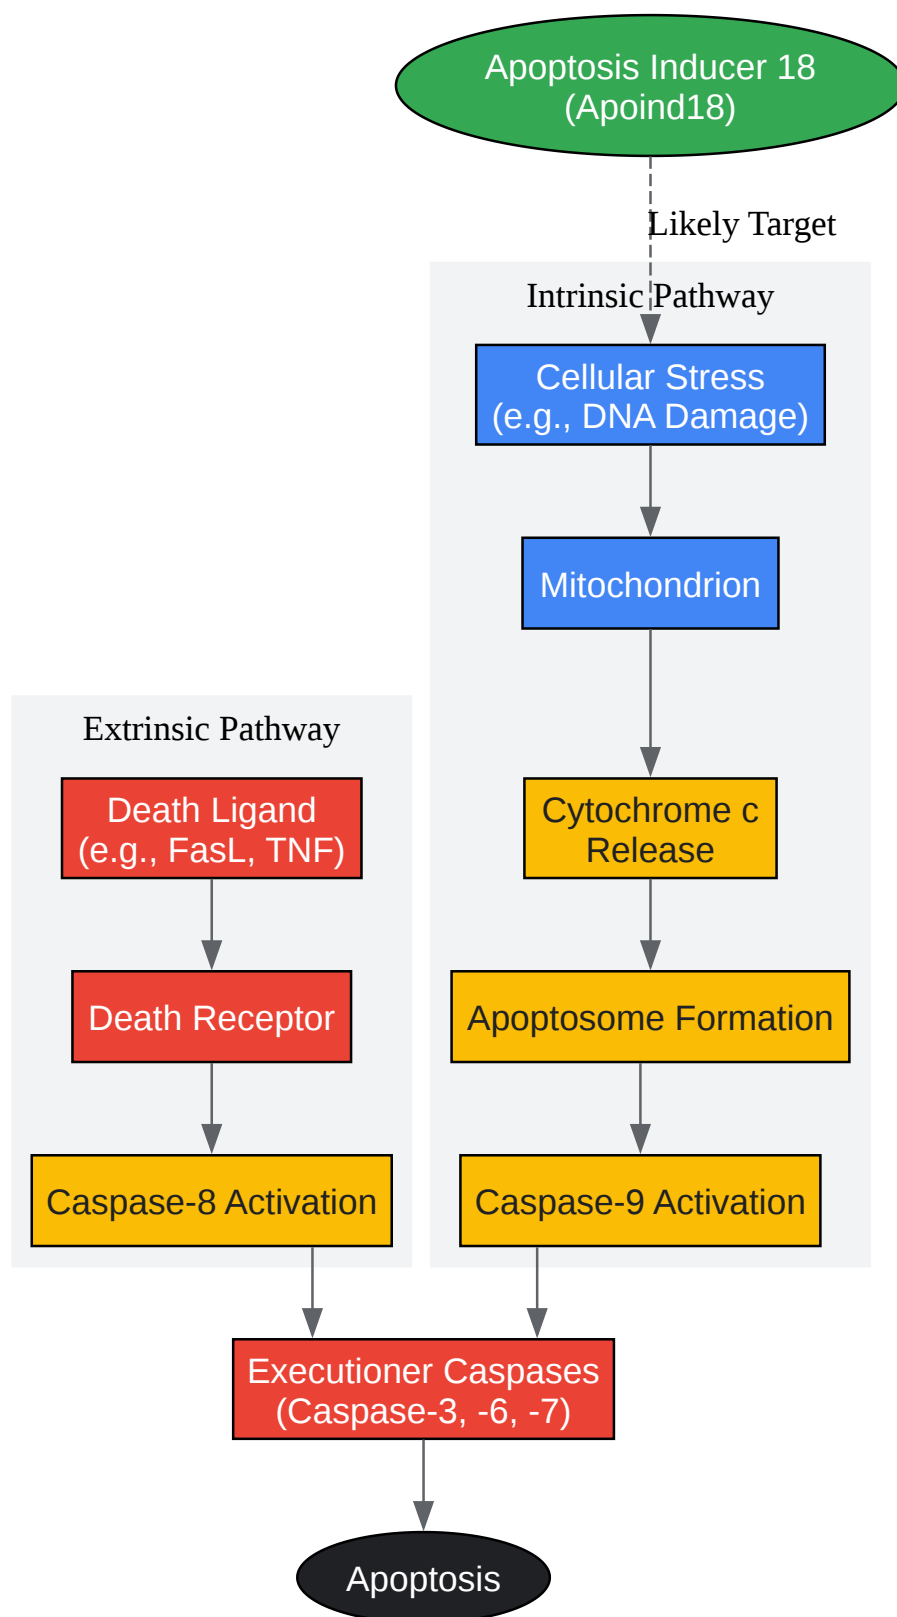 Apoptosis Inducer 18
(Apoind18)
Likely Target
Intrinsic Pathway
Cellular Stress
(e.g., DNA Damage)
Mitochondrion
Extrinsic Pathway
Death Ligand
(e.g., FasL, TNF)
Cytochrome c
Release
Death Receptor
Apoptosome Formation
Caspase-8 Activation
Caspase-9 Activation
Executioner Caspases
(Caspase-3, -6, -7)
Apoptosis